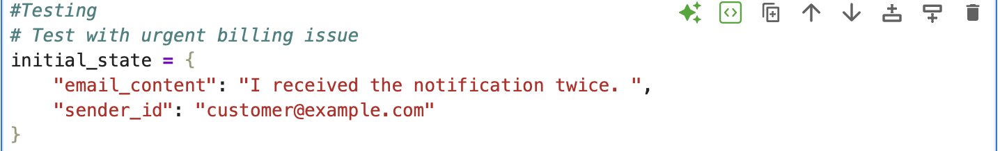 #Testing
# Test with urgent billing issue
initial_state = {
    "email_content": "I received the notification twice. ",
    "sender_id": "customer@example.com"
}